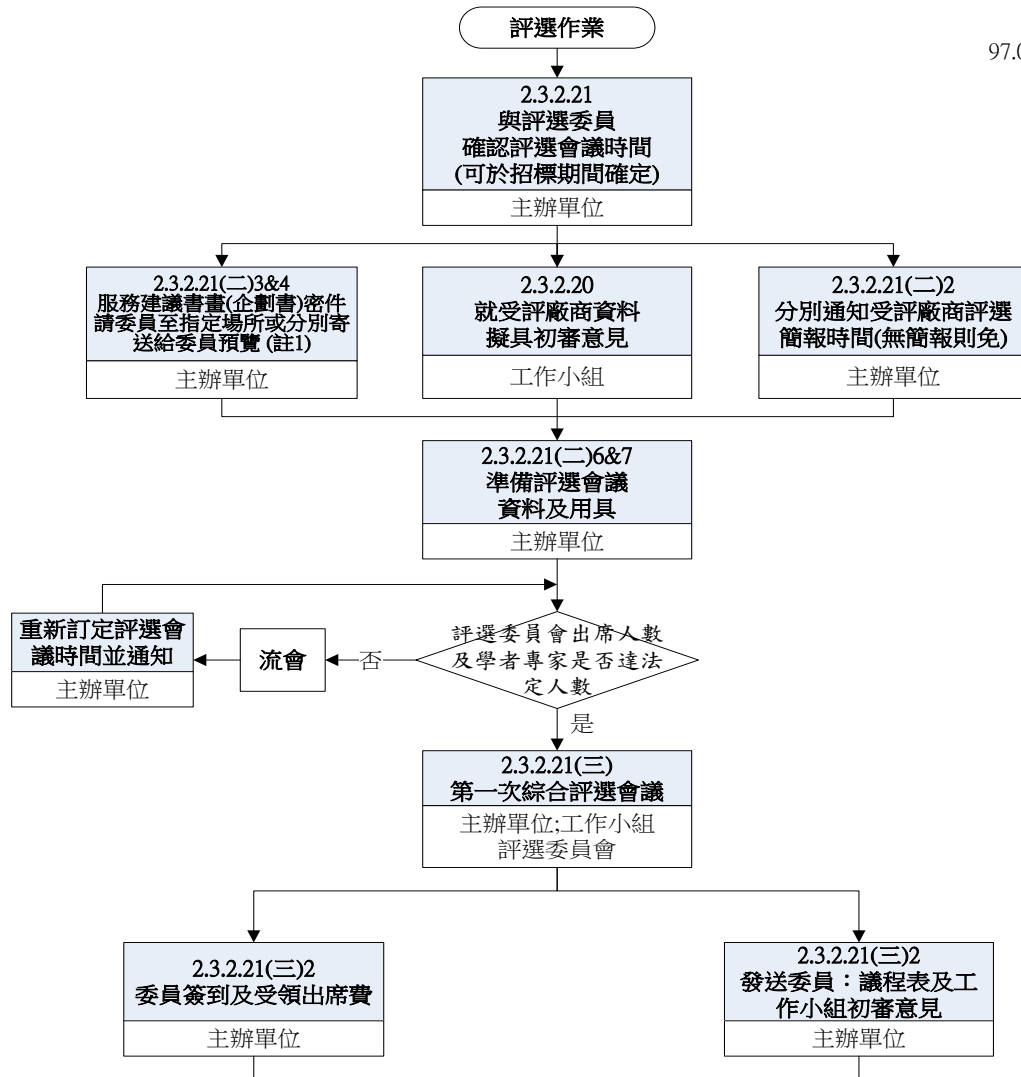 評選作業
97.0
2.3.2.21
與評選委員
確認評選會議時間
(可於招標期間確定)
主辦單位
2.3.2.21(二)3&4
服務建議書書(企劃書)密件
請委員至指定場所或分別寄
送給委員預覽 (註1)
主辦單位
2.3.2.20
就受評廠商資料
擬具初審意見
工作小組
2.3.2.21(二)2
分別通知受評廠商評選
簡報時間(無簡報則免)
主辦單位
2.3.2.21(二)6&7
準備評選會議
資料及用具
主辦單位
重新訂定評選會
議時間並通知
主辦單位
流會
否
評選委員會出席人數
及學者專家是否達法
定人數
是
2.3.2.21(三)
第一次綜合評選會議
主辦單位;工作小組
評選委員會
2.3.2.21(三)2
委員簽到及受領出席費
主辦單位
2.3.2.21(三)2
發送委員：議程表及工
作小組初審意見
主辦單位